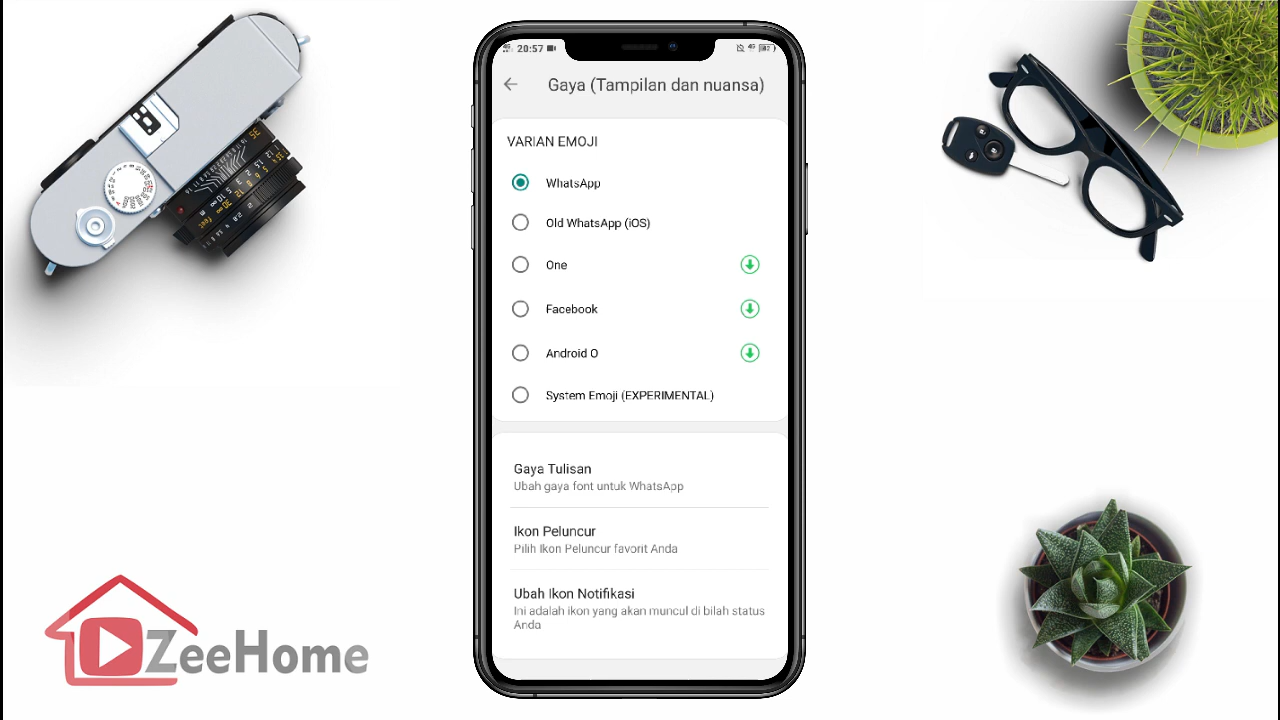 20:57
Gaya (Tampilan dan nuansa)
VARIAN EMOJI
WhatsApp
Old WhatsApp (iOS)
One
Facebook
Android O
System Emoji (EXPERIMENTAL)
Gaya Tulisan
Ubah gaya font untuk WhatsApp
Ikon Peluncur
Pilih Ikon Peluncur favorit Anda
Ubah Ikon Notifikasi
Ini adalah ikon yang akan muncul di bilah status
Anda
ZeeHome